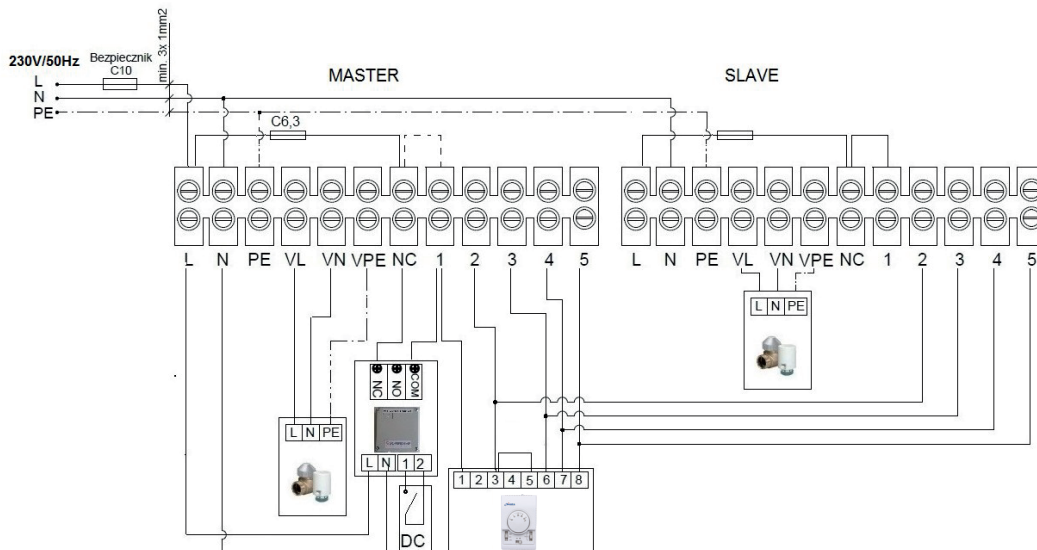 230V/50Hz
Bezpiecznik
C10
min. 3x 1mm2
L
N
PE
MASTER
SLAVE
C6,3
L N PE VL VN VPE NC 1 2 3 4 5
L N PE VL VN VPE NC 1 2 3 4 5
L N PE
NC NO COM
L N PE
L N 1 2
1 2 3 4 5 6 7 8
DC